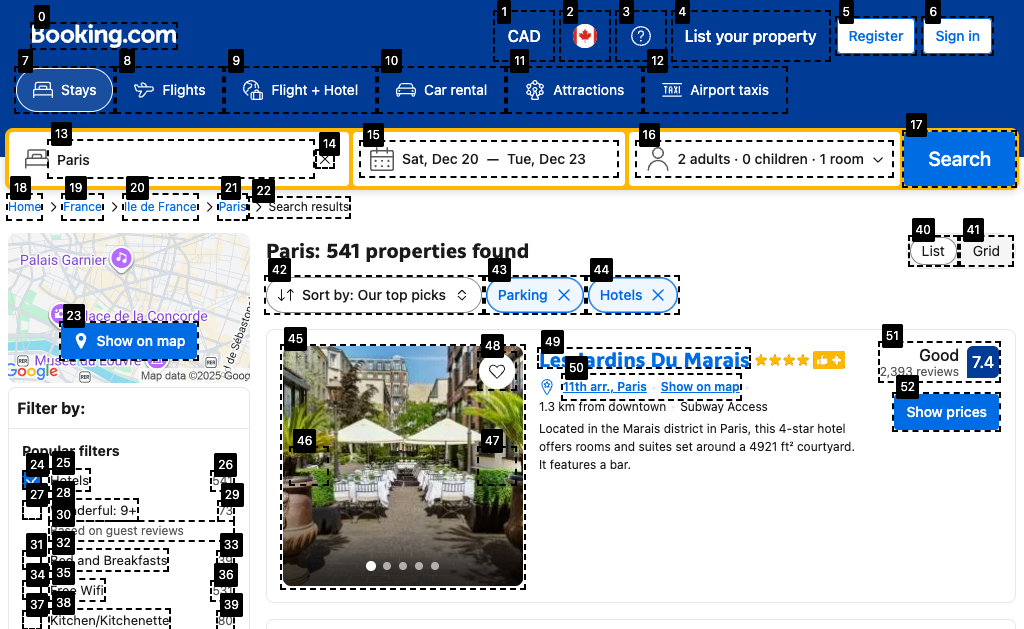 Booking.com
CAD
List your property
Register
Sign in
Stays
Flights
Flight + Hotel
Car rental
Attractions
Airport taxis
Paris
Sat, Dec 20 — Tue, Dec 23
2 adults · 0 children · 1 room
Search
Home
France
Ile de France
Paris
Search results
Paris: 541 properties found
List
Grid
Sort by: Our top picks
Parking
Hotels
Palais Garnier
Place de la Concorde
Show on map
Musée du Louvre
de Sébasto
Google
Map data ©2025 Goog
Filter by:
Popular filters
Hotels
Wonderful: 9+
73
Based on guest reviews
Bed and Breakfasts
Free Wifi
Kitchen/Kitchenette
80
Les Jardins Du Marais
11th arr., Paris
Show on map
1.3 km from downtown
Subway Access
Located in the Marais district in Paris, this 4-star hotel
offers rooms and suites set around a 4921 ft² courtyard.
It features a bar.
Good
2,393 reviews
7.4
Show prices
0
1
2
3
4
5
6
7
8
9
10
11
12
13
14
15
16
17
18
19
20
21
22
23
24
25
26
27
28
29
30
31
32
33
34
35
36
37
38
39
40
41
42
43
44
45
46
47
48
49
50
51
52